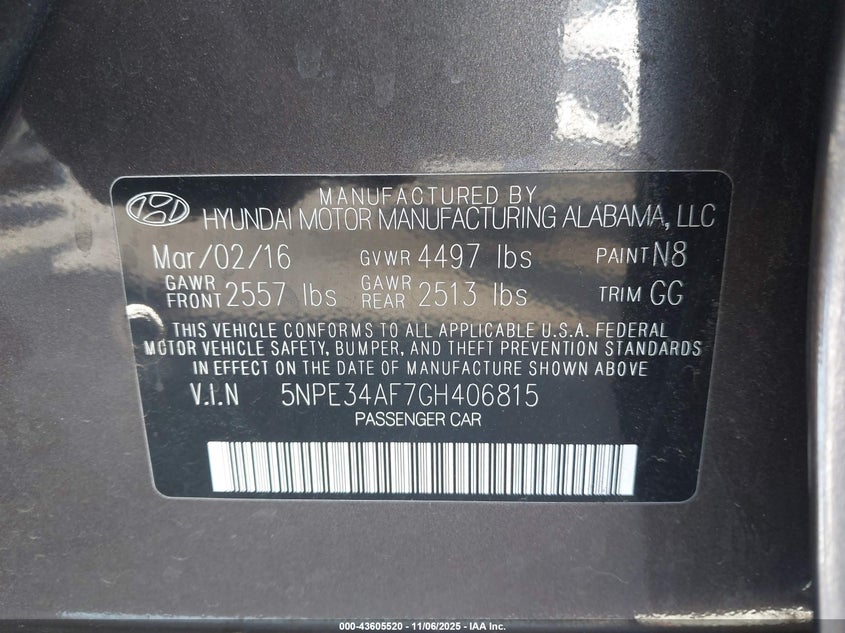 MANUFACTURED BY
HYUNDAI MOTOR MANUFACTURING ALABAMA, LLC
Mar/02/16 GVWR 4497 lbs PAINT N8
GAWR FRONT 2557 lbs GAWR REAR 2513 lbs TRIM GG
THIS VEHICLE CONFORMS TO ALL APPLICABLE U.S.A. FEDERAL
MOTOR VEHICLE SAFETY, BUMPER, AND THEFT PREVENTION STANDARDS
IN EFFECT ON THE DATE OF MANUFACTURE SHOWN ABOVE.
V.I.N 5NPE34AF7GH406815
PASSENGER CAR
000-43605520 - 11/06/2025 - IAA Inc.